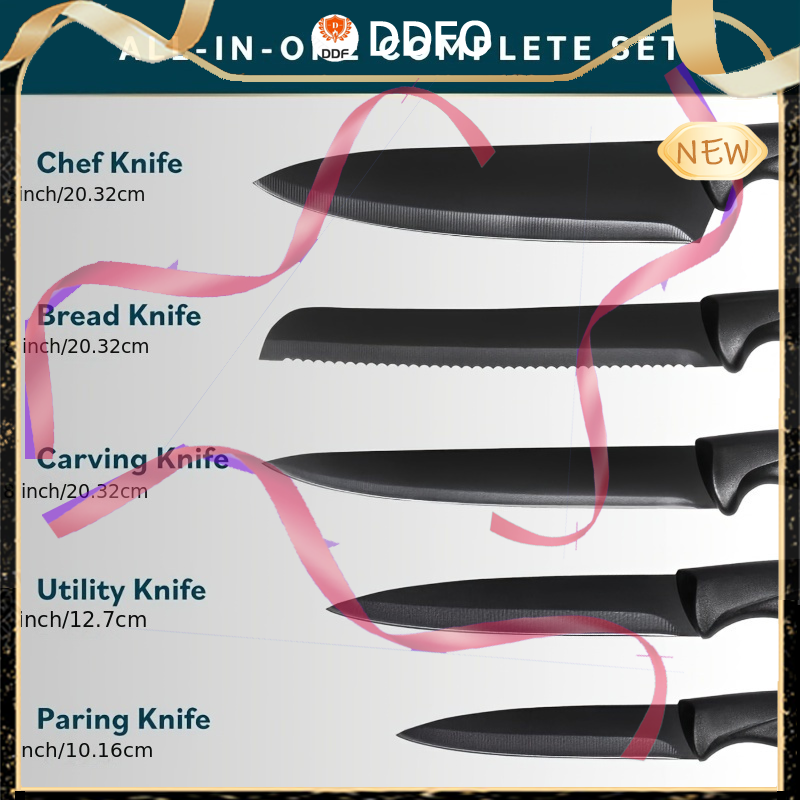 DDFO
DDF
ALL-IN-ONE COMPLETE SET
NEW
Chef Knife
inch/20.32cm
Bread Knife
inch/20.32cm
Carving Knife
inch/20.32cm
Utility Knife
inch/12.7cm
Paring Knife
nch/10.16cm